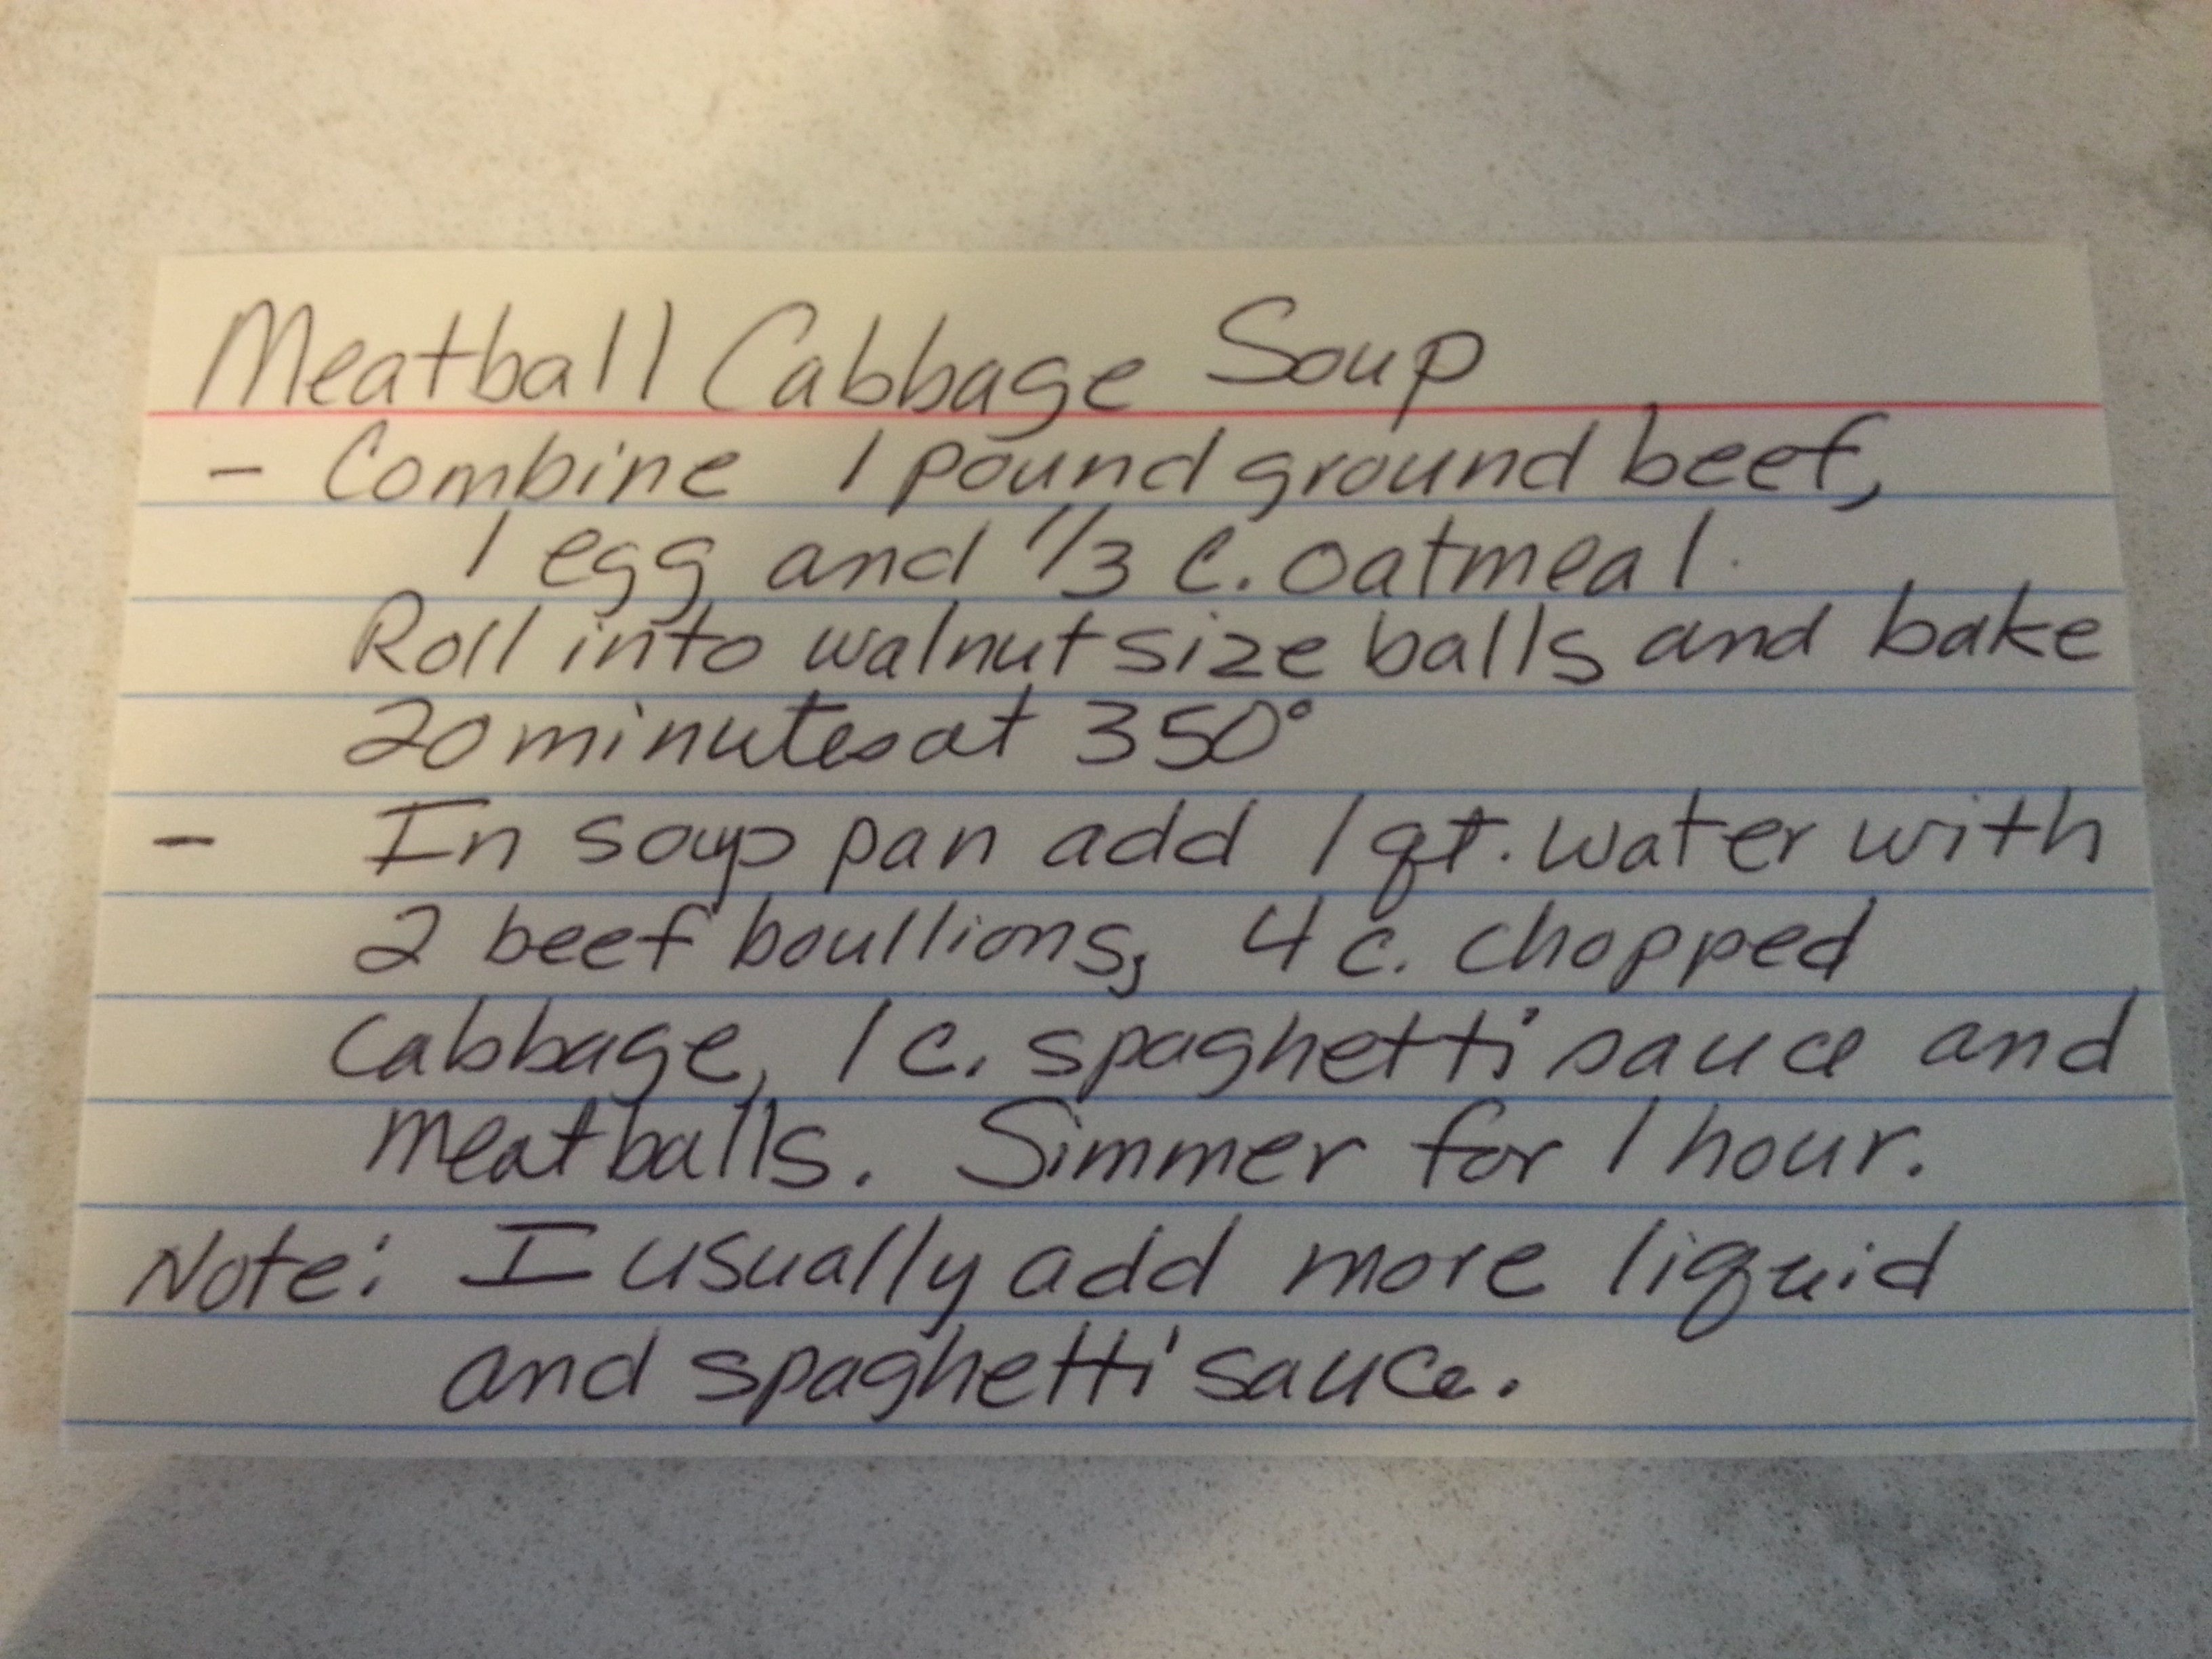 Meatball Cabbage Soup
- Combine 1 pound ground beef,
1 egg and 1/3 c. oatmeal.
Roll into walnut size balls and bake
20 minutes at 350°
- In soup pan add 1 qt. water with
2 beef boullions, 4 c. chopped
cabbage, 1 c. spaghetti sauce and
meatballs. Simmer for 1 hour.
Note: I usually add more liquid
and spaghetti sauce.